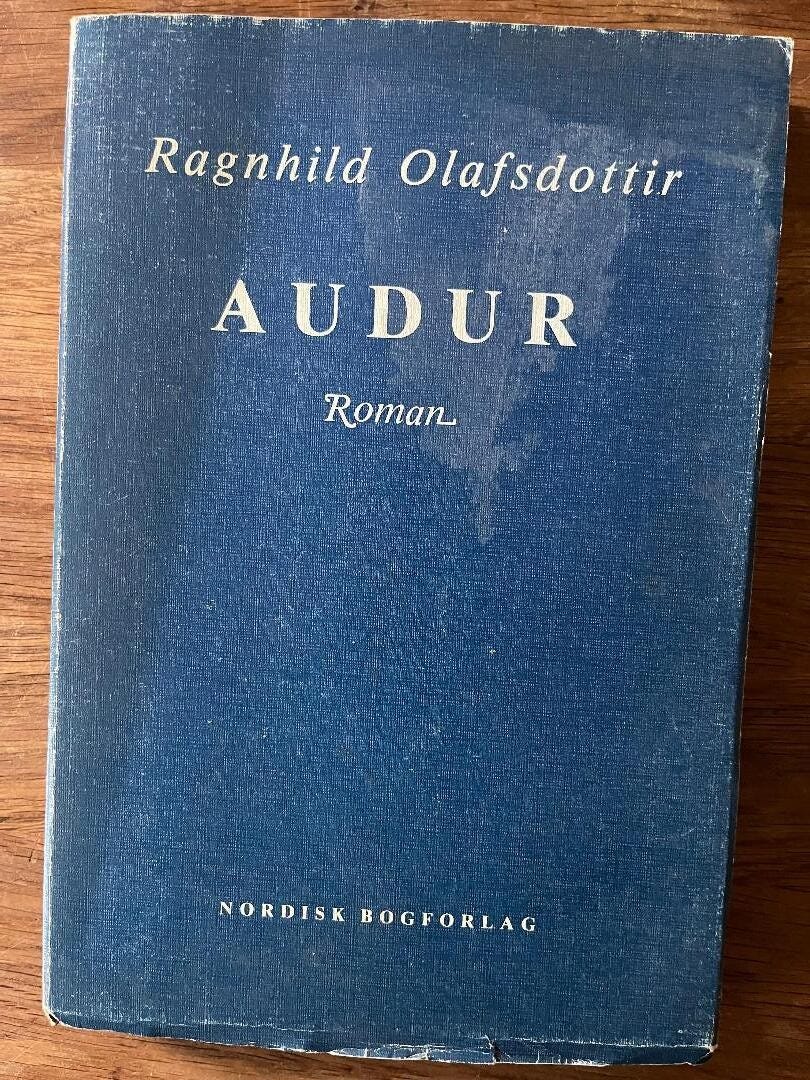 Ragnhild Olafsdottir
AUDUR
Roman
NORDISK BOGFORLAG